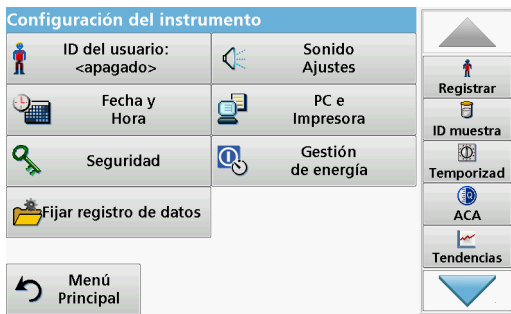 Configuración del instrumento
ID del usuario:
<apagado>
Sonido
Ajustes
Fecha y
Hora
PC e
Impresora
Seguridad
Gestión
de energía
Fijar registro de datos
Menú
Principal
Registrar
ID muestra
Temporizad
ACA
Tendencias